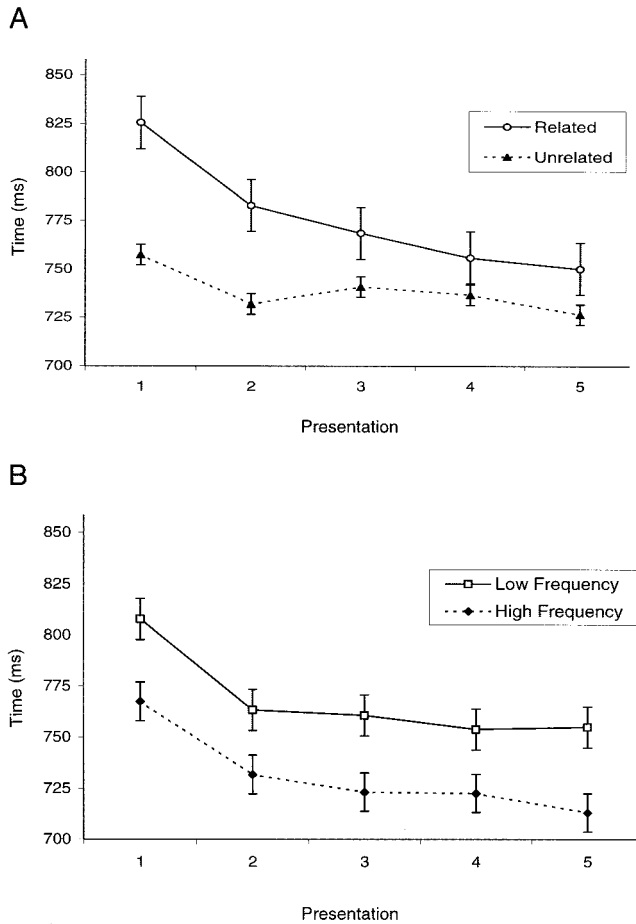 A
850
825
800
775
750
725
700
Time (ms)
Related
Unrelated
1 2 3 4 5
Presentation
B
850
825
800
775
750
725
700
Time (ms)
Low Frequency
High Frequency
1 2 3 4 5
Presentation